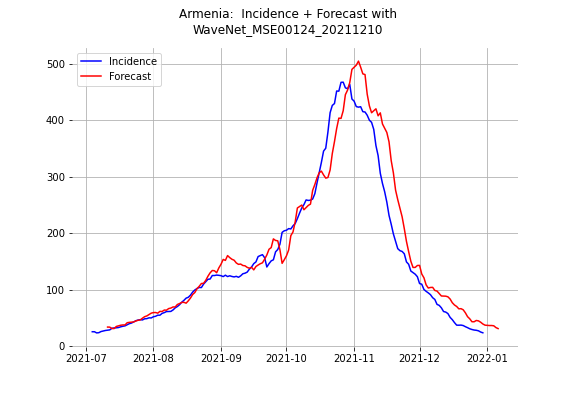 Armenia:  Incidence + Forecast with
WaveNet_MSE00124_20211210
Incidence
Forecast
500
400
300
200
100
0
2021-07 2021-08 2021-09 2021-10 2021-11 2021-12 2022-01